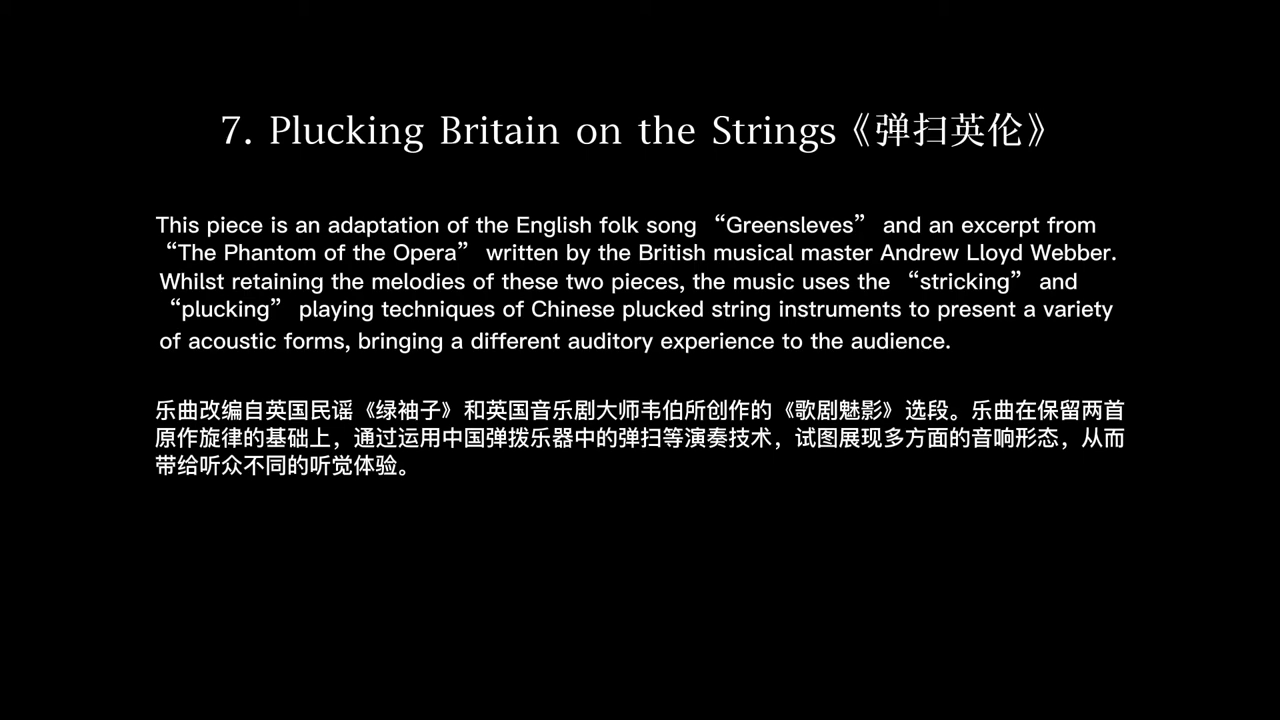 7. Plucking Britain on the Strings《弹扫英伦》
This piece is an adaptation of the English folk song “Greensleves” and an excerpt from
“The Phantom of the Opera” written by the British musical master Andrew Lloyd Webber.
Whilst retaining the melodies of these two pieces, the music uses the “stricking” and
“plucking” playing techniques of Chinese plucked string instruments to present a variety
of acoustic forms, bringing a different auditory experience to the audience.
乐曲改编自英国民谣《绿袖子》和英国音乐剧大师韦伯所创作的《歌剧魅影》选段。乐曲在保留两首
原作旋律的基础上，通过运用中国弹拨乐器中的弹扫等演奏技术，试图展现多方面的音响形态，从而
带给听众不同的听觉体验。